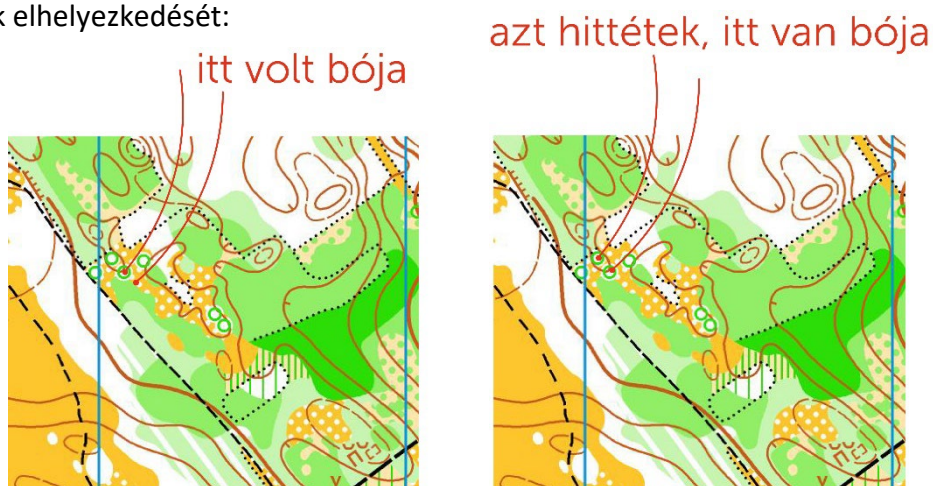 k elhelyezkedését:
itt volt bója
azt hittétek, itt van bója